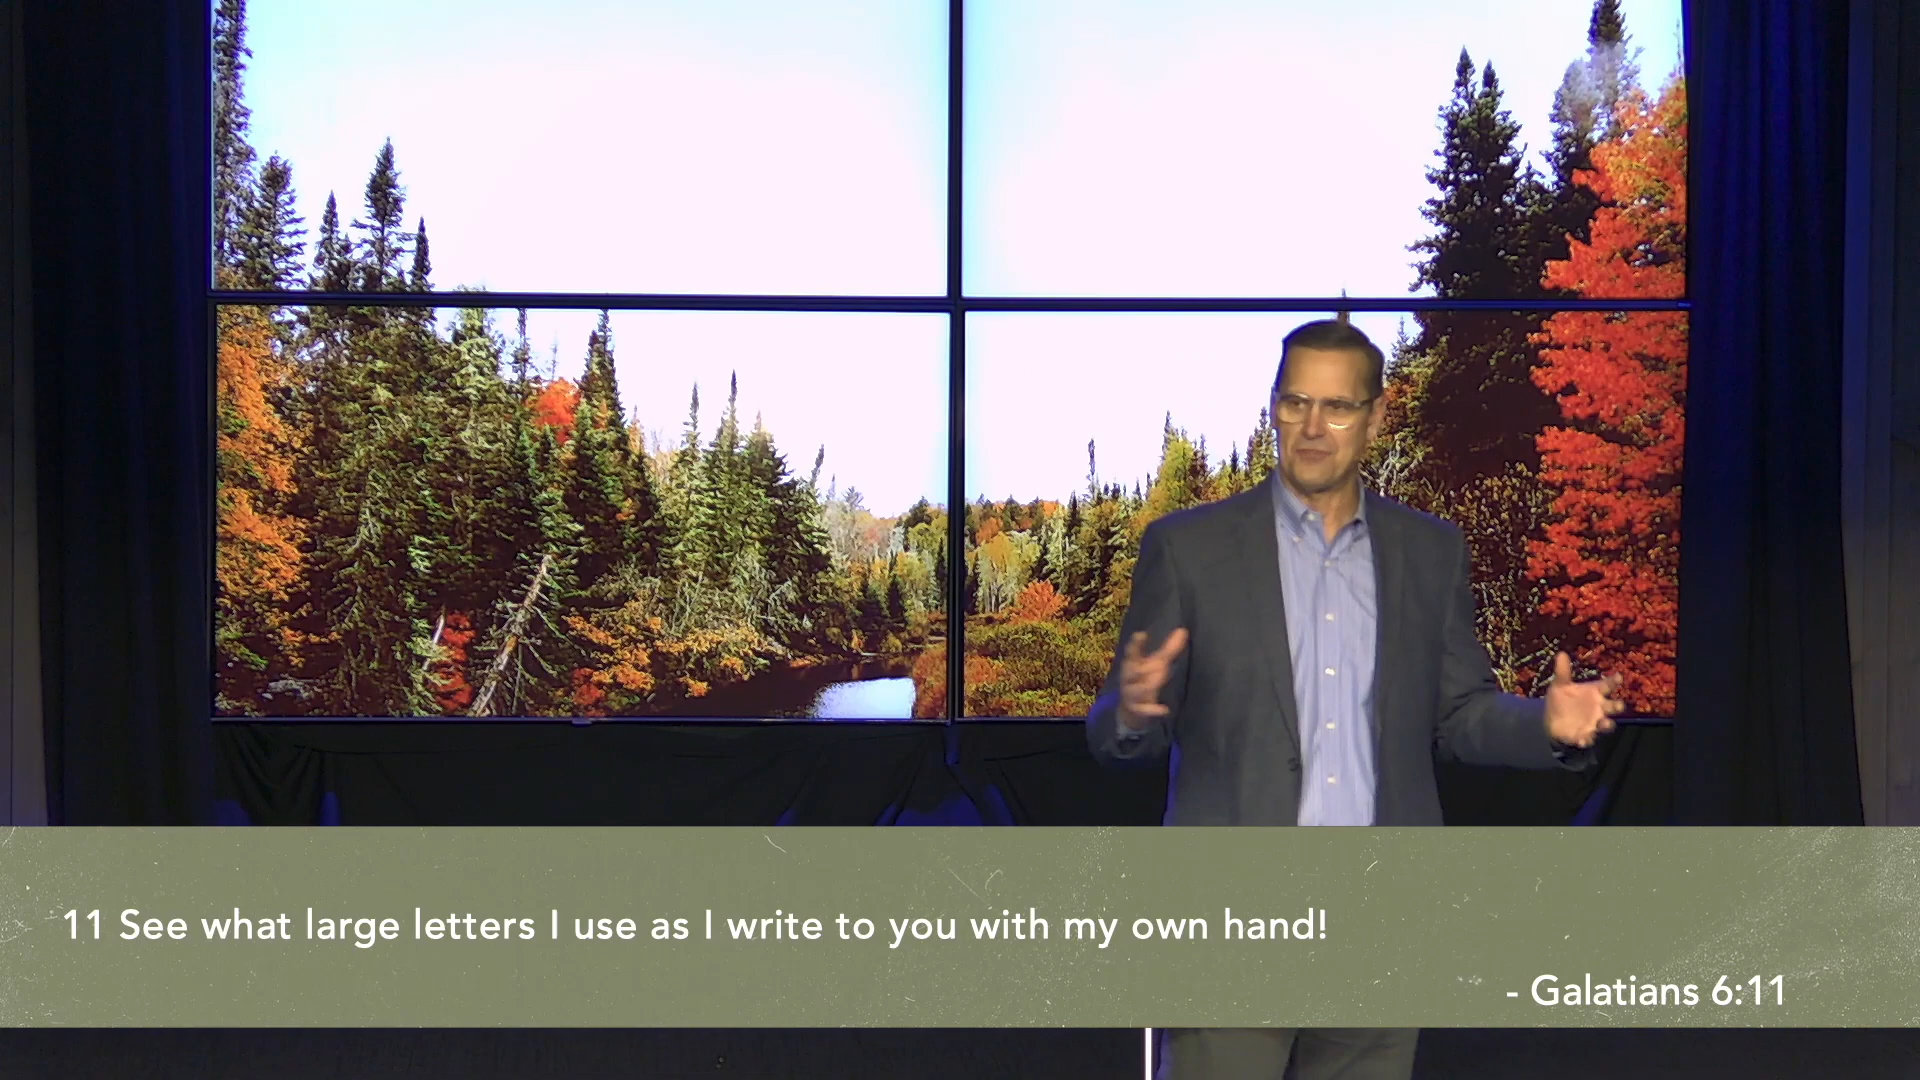 11 See what large letters I use as I write to you with my own hand!
- Galatians 6:11